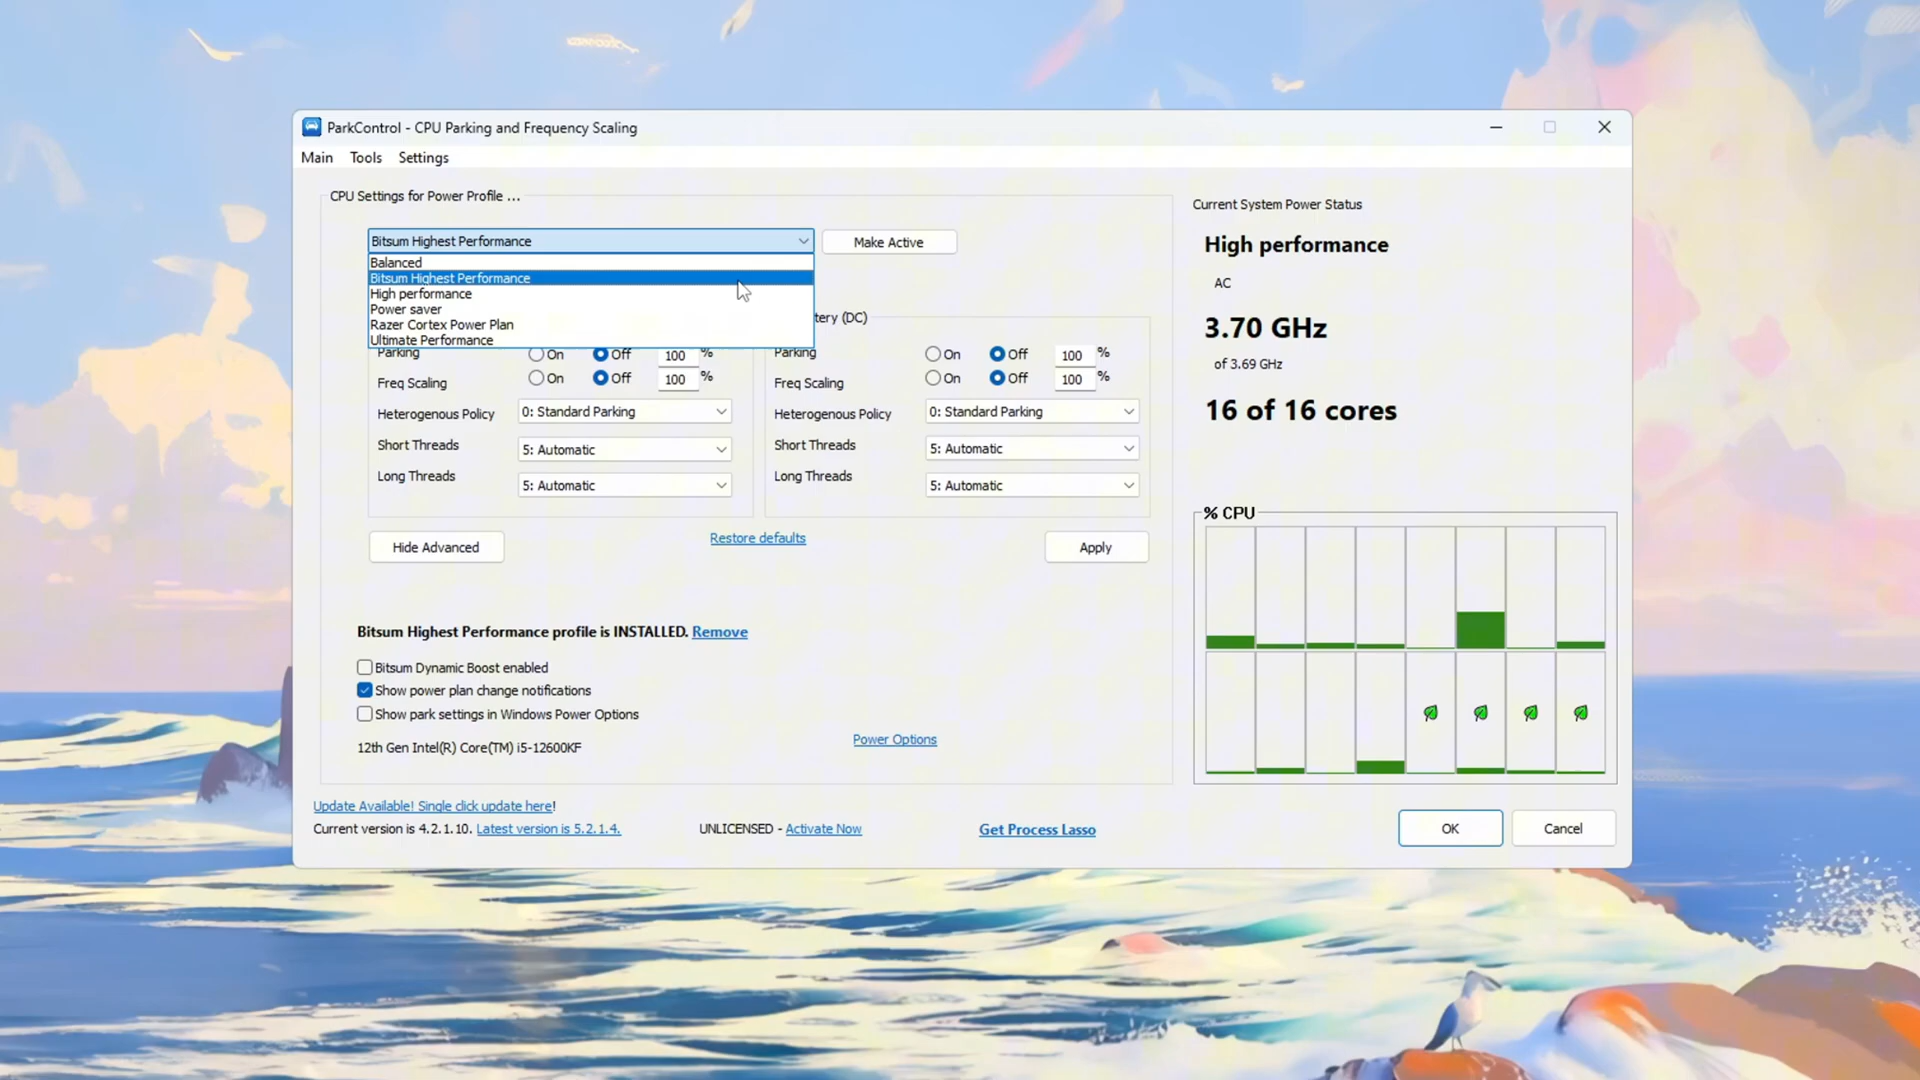 ParkControl - CPU Parking and Frequency Scaling
Main Tools Settings
CPU Settings for Power Profile ...
Bitsum Highest Performance
Make Active
Balanced
Bitsum Highest Performance
High performance
Power saver
Razer Cortex Power Plan
Ultimate Performance
tery (DC)
Parking On Off 100 %
Freq Scaling On Off 100 %
Heterogenous Policy 0: Standard Parking
Short Threads 5: Automatic
Long Threads 5: Automatic
Parking On Off 100 %
Freq Scaling On Off 100 %
Heterogenous Policy 0: Standard Parking
Short Threads 5: Automatic
Long Threads 5: Automatic
Hide Advanced
Restore defaults
Apply
Bitsum Highest Performance profile is INSTALLED. Remove
Bitsum Dynamic Boost enabled
Show power plan change notifications
Show park settings in Windows Power Options
12th Gen Intel(R) Core(TM) i5-12600KF
Power Options
Current System Power Status
High performance
AC
3.70 GHz
of 3.69 GHz
16 of 16 cores
% CPU
Update Available! Single click update here!
Current version is 4.2.1.10. Latest version is 5.2.1.4.
UNLICENSED - Activate Now
Get Process Lasso
OK
Cancel